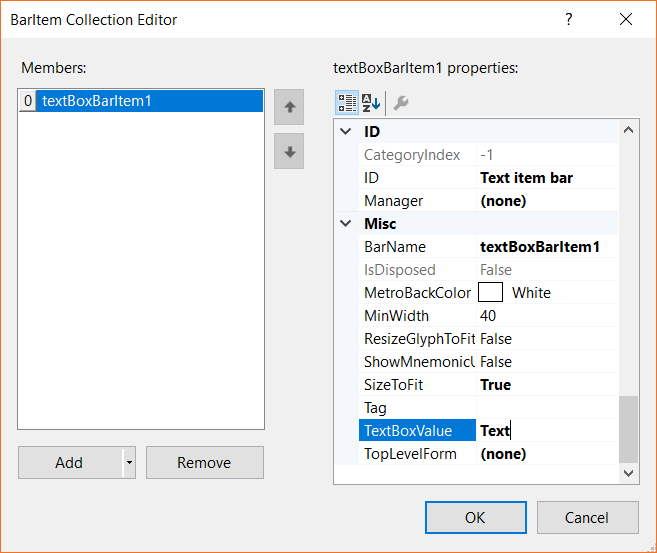 BarItem Collection Editor ?
Members:
0 textBoxBarItem1
Add
Remove
textBoxBarItem1 properties:
ID
CategoryIndex -1
ID Text item bar
Manager (none)
Misc
BarName textBoxBarItem1
IsDisposed False
MetroBackColor White
MinWidth 40
ResizeGlyphToFit False
ShowMnemonicU False
SizeToFit True
Tag
TextBoxValue Text
TopLevelForm (none)
OK
Cancel